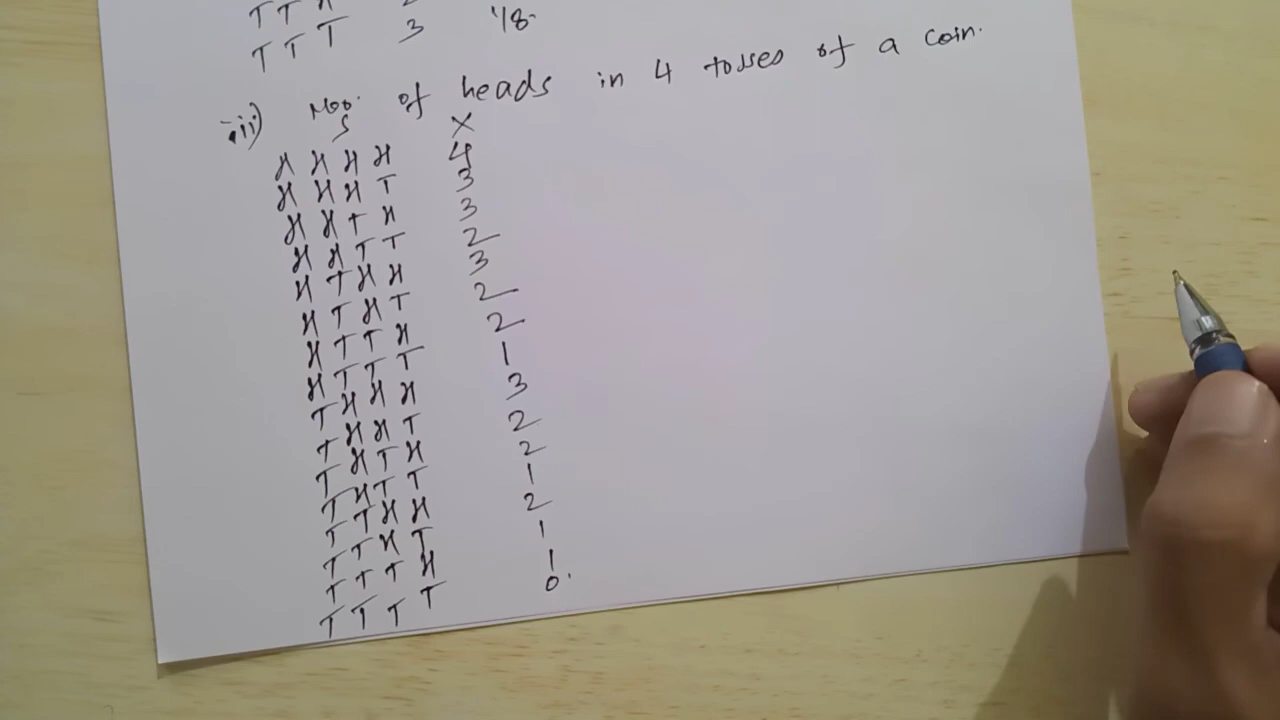 T T
T T T 3 1/8.
iii) Noo. of heads in 4 tosses of a coin.
S X
H H H H 4
H H H T 3
H H T H 3
H H T T 2
H T H H 3
H T H T 2
H T T H 2
H T T T 1
T H H H 3
T H H T 2
T H T H 2
T H T T 1
T T H H 2
T T H T 1
T T T H 1
T T T T 0.